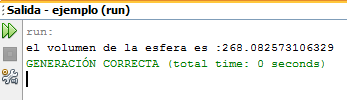 Salida - ejemplo (run)
run:
el volumen de la esfera es :268.082573106329
GENERACIÓN CORRECTA (total time: 0 seconds)